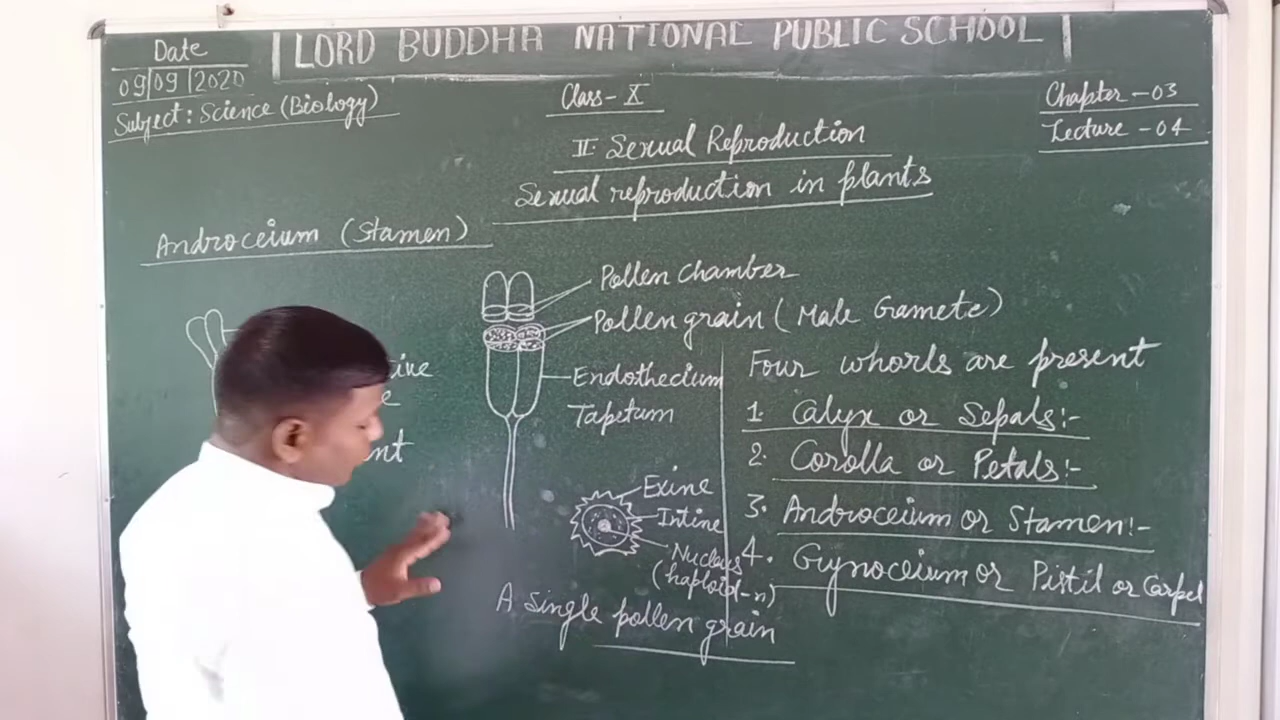 Date
09/09/2020
LORD BUDDHA NATIONAL PUBLIC SCHOOL
Subject: Science (Biology)
Class - X
Chapter - 03
Lecture - 04
II. Sexual Reproduction
Sexual reproduction in plants
Androceium (Stamen)
Pollen chamber
Pollen grain (Male Gamete)
Endothecium
Tapetum
Exine
Intine
Nucleus
(haploid-n)
A single pollen grain
Four whorls are present
1. Calyx or Sepals:-
2. Corolla or Petals:-
3. Androceium or Stamen:-
4. Gynoceium or Pistil or Carpel